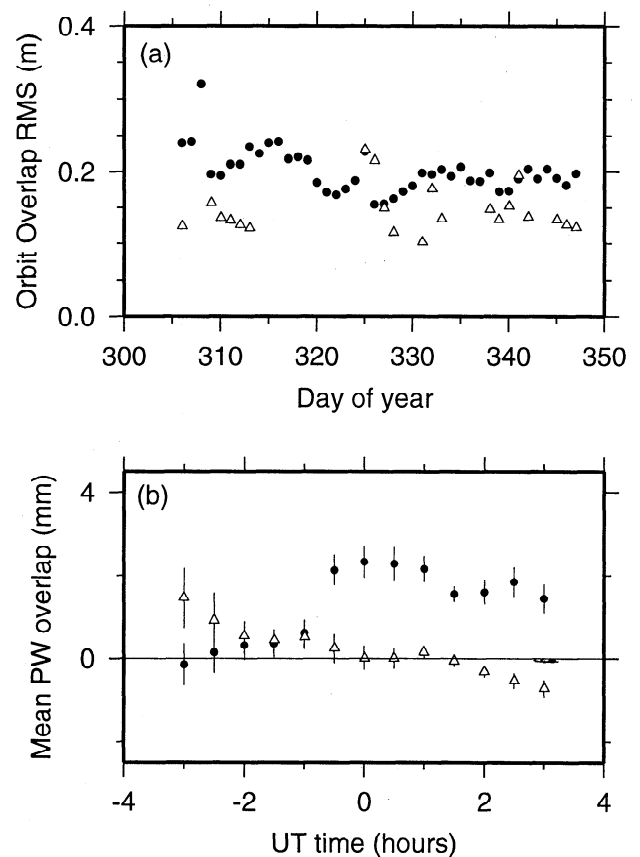 (a)
Orbit Overlap RMS (m)
0.4
0.2
0.0
300 310 320 330 340 350
Day of year
(b)
Mean PW overlap (mm)
4
0
-4 -2 0 2 4
UT time (hours)